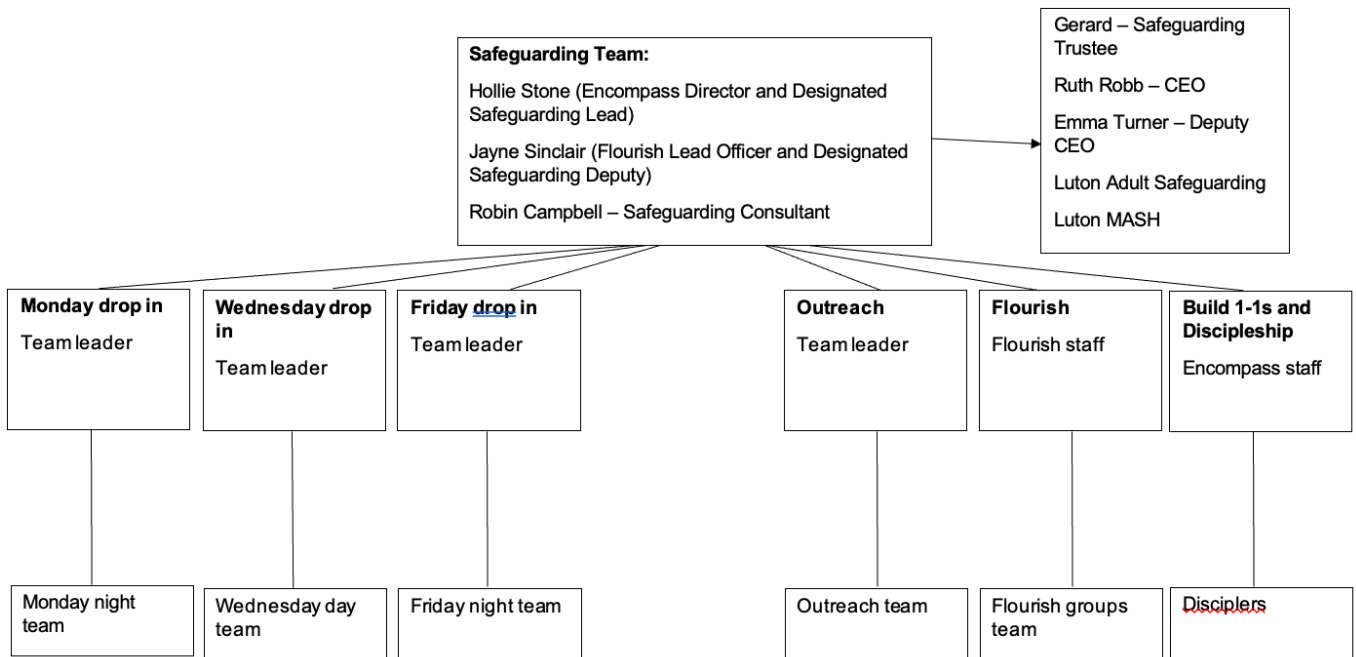 Safeguarding Team:
Hollie Stone (Encompass Director and Designated
Safeguarding Lead)
Jayne Sinclair (Flourish Lead Officer and Designated
Safeguarding Deputy)
Robin Campbell – Safeguarding Consultant
Gerard – Safeguarding
Trustee
Ruth Robb – CEO
Emma Turner – Deputy
CEO
Luton Adult Safeguarding
Luton MASH
Monday drop in
Team leader
Wednesday drop
in
Team leader
Friday drop in
Team leader
Outreach
Team leader
Flourish
Flourish staff
Build 1-1s and
Discipleship
Encompass staff
Monday night
team
Wednesday day
team
Friday night team
Outreach team
Flourish groups
team
Disciplers